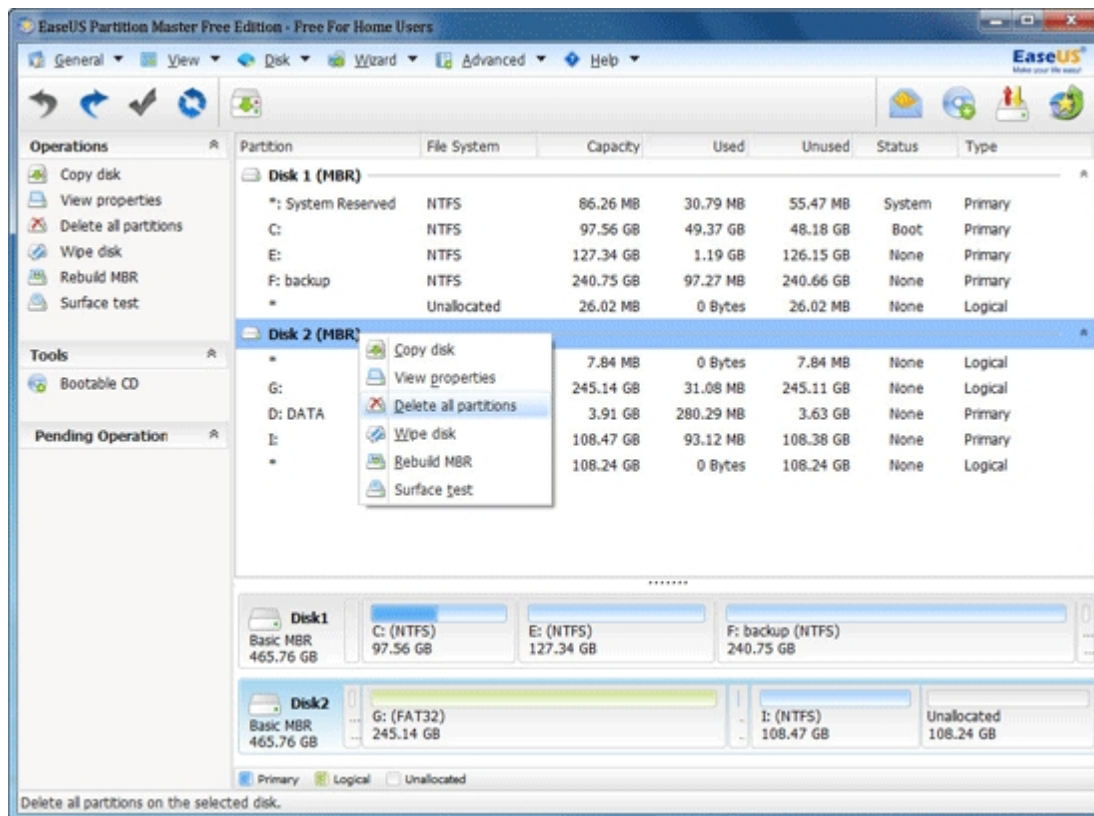 EaseUS Partition Master Free Edition - Free For Home Users
General View Disk Wizard Advanced Help
EaseUS
Make your life easy!
Operations
Copy disk
View properties
Delete all partitions
Wipe disk
Rebuild MBR
Surface test
Tools
Bootable CD
Pending Operation
Partition File System Capacity Used Unused Status Type
Disk 1 (MBR)
*: System Reserved NTFS 86.26 MB 30.79 MB 55.47 MB System Primary
C: NTFS 97.56 GB 49.37 GB 48.18 GB Boot Primary
E: NTFS 127.34 GB 1.19 GB 126.15 GB None Primary
F: backup NTFS 240.75 GB 97.27 MB 240.66 GB None Primary
* Unallocated 26.02 MB 0 Bytes 26.02 MB None Logical
Disk 2 (MBR)
* 7.84 MB 0 Bytes 7.84 MB None Logical
G: 245.14 GB 31.08 MB 245.11 GB None Logical
D: DATA 3.91 GB 280.29 MB 3.63 GB None Primary
I: 108.47 GB 93.12 MB 108.38 GB None Primary
* 108.24 GB 0 Bytes 108.24 GB None Logical
Copy disk
View properties
Delete all partitions
Wipe disk
Rebuild MBR
Surface test
Disk1
Basic MBR
465.76 GB
C: (NTFS)
97.56 GB
E: (NTFS)
127.34 GB
F: backup (NTFS)
240.75 GB
...
...
Disk2
Basic MBR
465.76 GB
...
...
G: (FAT32)
245.14 GB
I: (NTFS)
108.47 GB
Unallocated
108.24 GB
Primary Logical Unallocated
Delete all partitions on the selected disk.